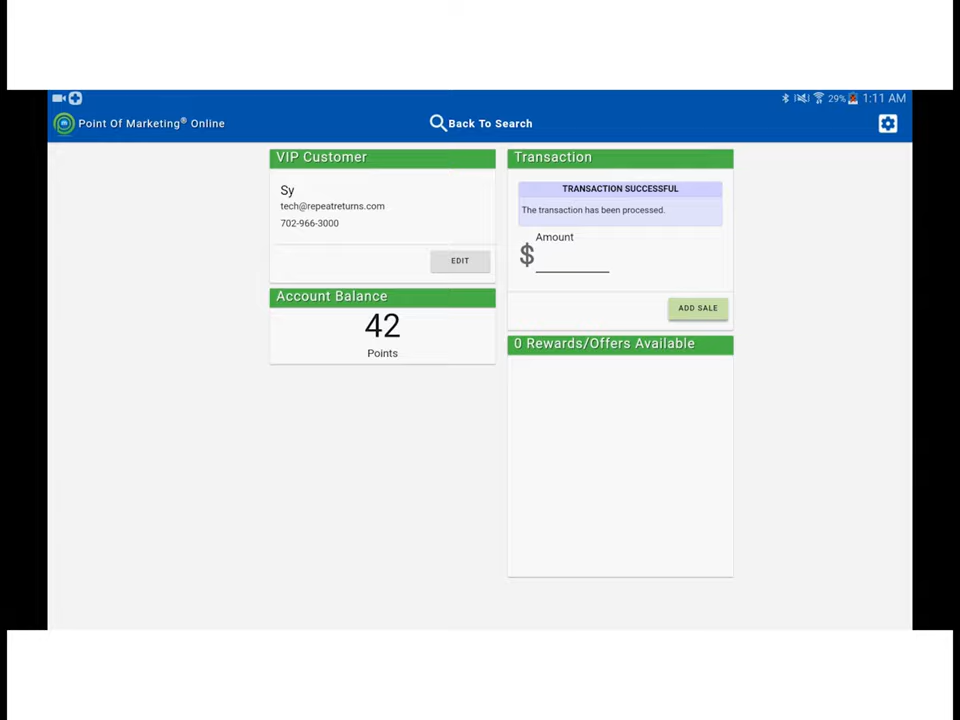 29% 1:11 AM
Point Of Marketing® Online
Back To Search
VIP Customer
Sy
tech@repeatreturns.com
702-966-3000
EDIT
Account Balance
42
Points
Transaction
TRANSACTION SUCCESSFUL
The transaction has been processed.
Amount
$
ADD SALE
0 Rewards/Offers Available